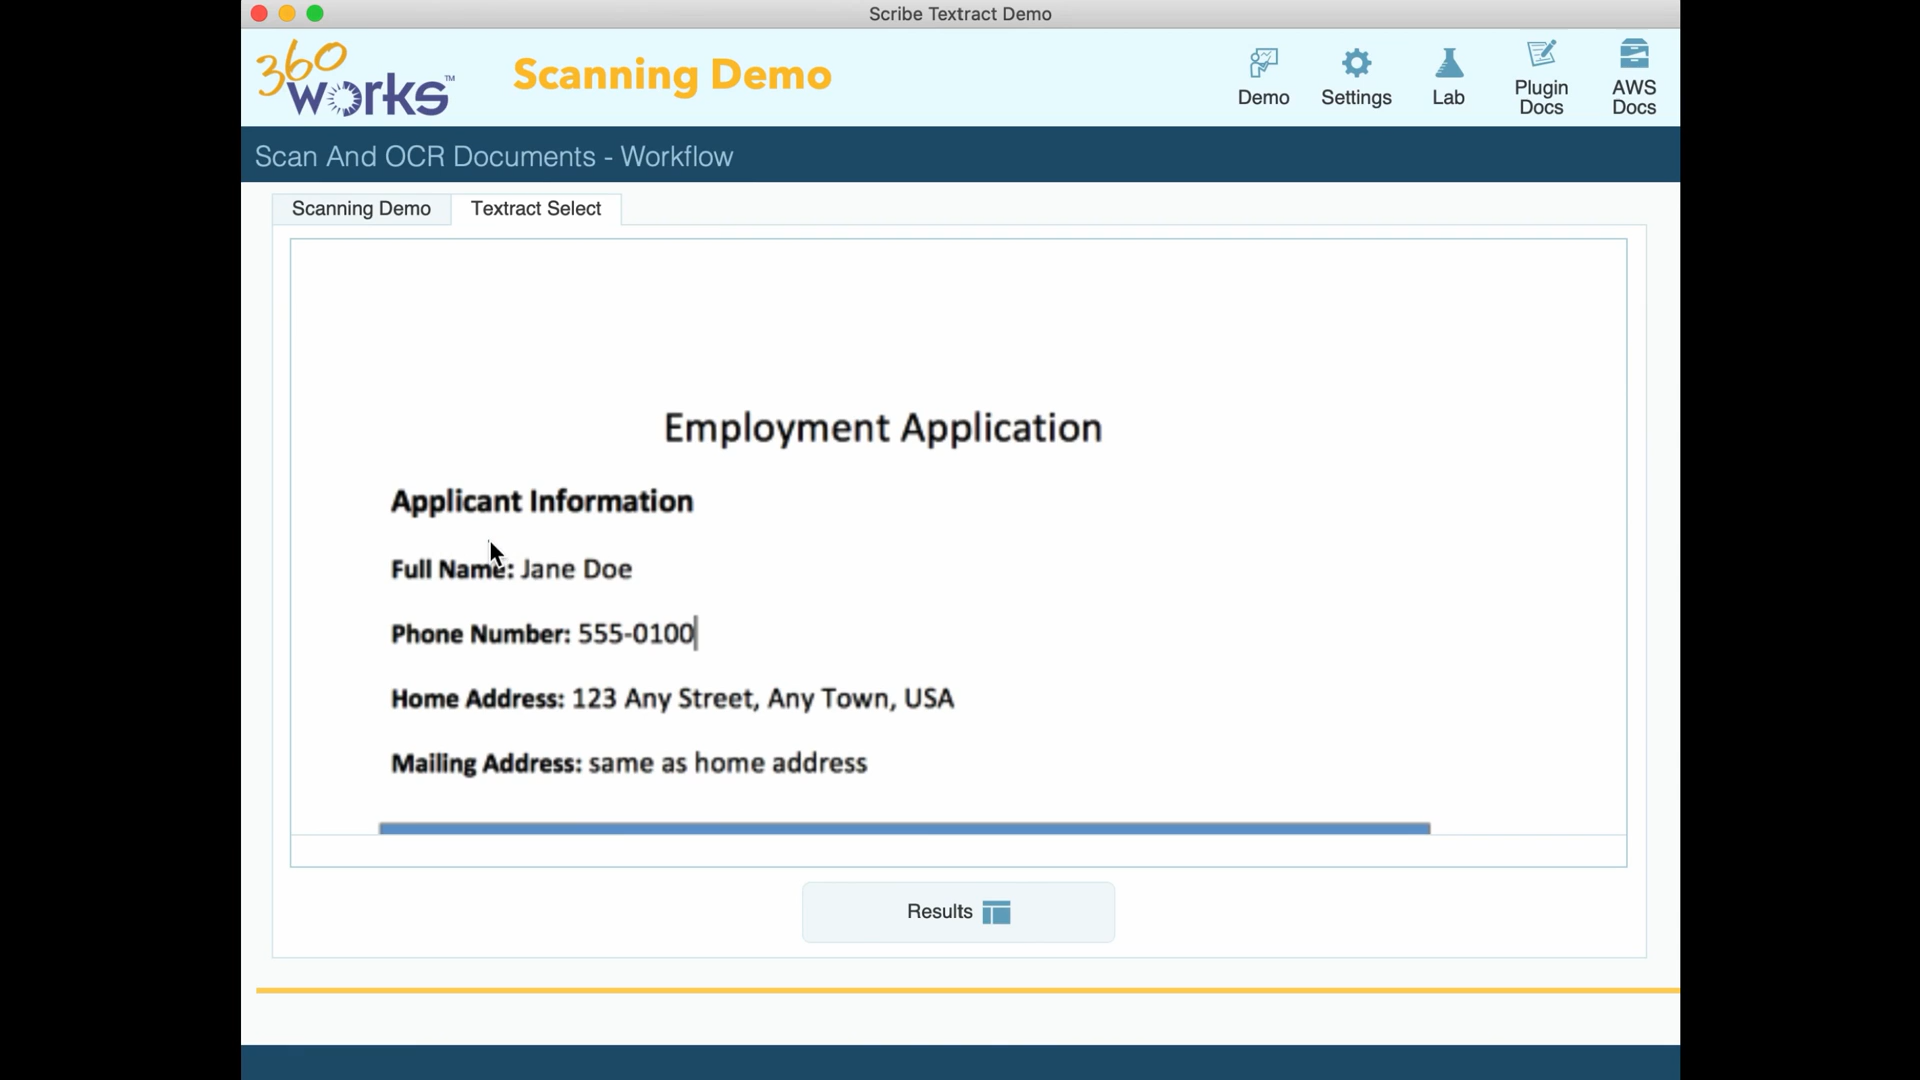 Scribe Textract Demo
360
works™
Scanning Demo
Demo
Settings
Lab
Plugin
Docs
AWS
Docs
Scan And OCR Documents - Workflow
Scanning Demo
Textract Select
Employment Application
Applicant Information
Full Name: Jane Doe
Phone Number: 555-0100
Home Address: 123 Any Street, Any Town, USA
Mailing Address: same as home address
Results